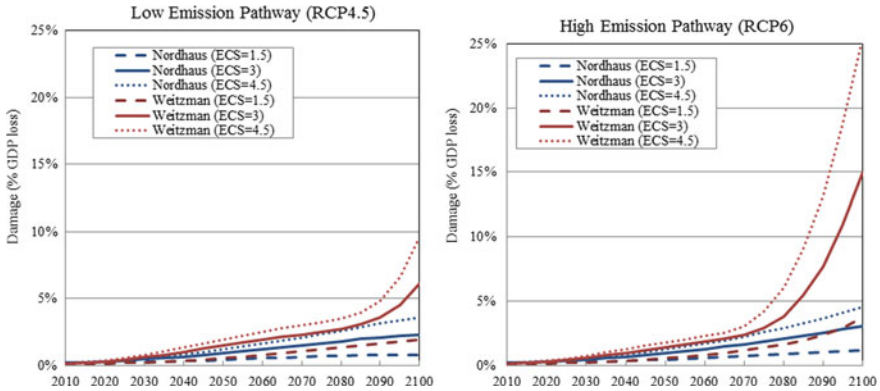 Low Emission Pathway (RCP4.5)
25%
20%
15%
10%
5%
0%
Damage (% GDP loss)
Nordhaus (ECS=1.5)
Nordhaus (ECS=3)
Nordhaus (ECS=4.5)
Weitzman (ECS=1.5)
Weitzman (ECS=3)
Weitzman (ECS=4.5)
2010 2020 2030 2040 2050 2060 2070 2080 2090 2100
High Emission Pathway (RCP6)
25%
20%
15%
10%
5%
0%
Damage (% GDP loss)
Nordhaus (ECS=1.5)
Nordhaus (ECS=3)
Nordhaus (ECS=4.5)
Weitzman (ECS=1.5)
Weitzman (ECS=3)
Weitzman (ECS=4.5)
2010 2020 2030 2040 2050 2060 2070 2080 2090 2100